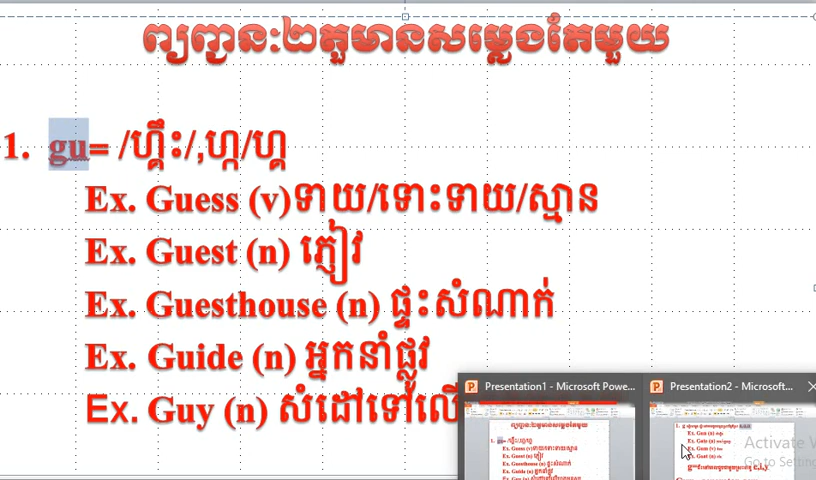 ព្យញ្ជនៈ២តួមានសម្លេងតែមួយ
1. gu= /ហ្គឺះ/,ហ្ក/ហ្គ
Ex. Guess (v)ទាយ/ទោះទាយ/ស្មាន
Ex. Guest (n) ភ្ញៀវ
Ex. Guesthouse (n) ផ្ទះសំណាក់
Ex. Guide (n) អ្នកនាំផ្លូវ
Ex. Guy (n) សំដៅទៅលើ
Presentation1 - Microsoft Powe...
Presentation2 - Microsoft...
Activate W
Go to Setting